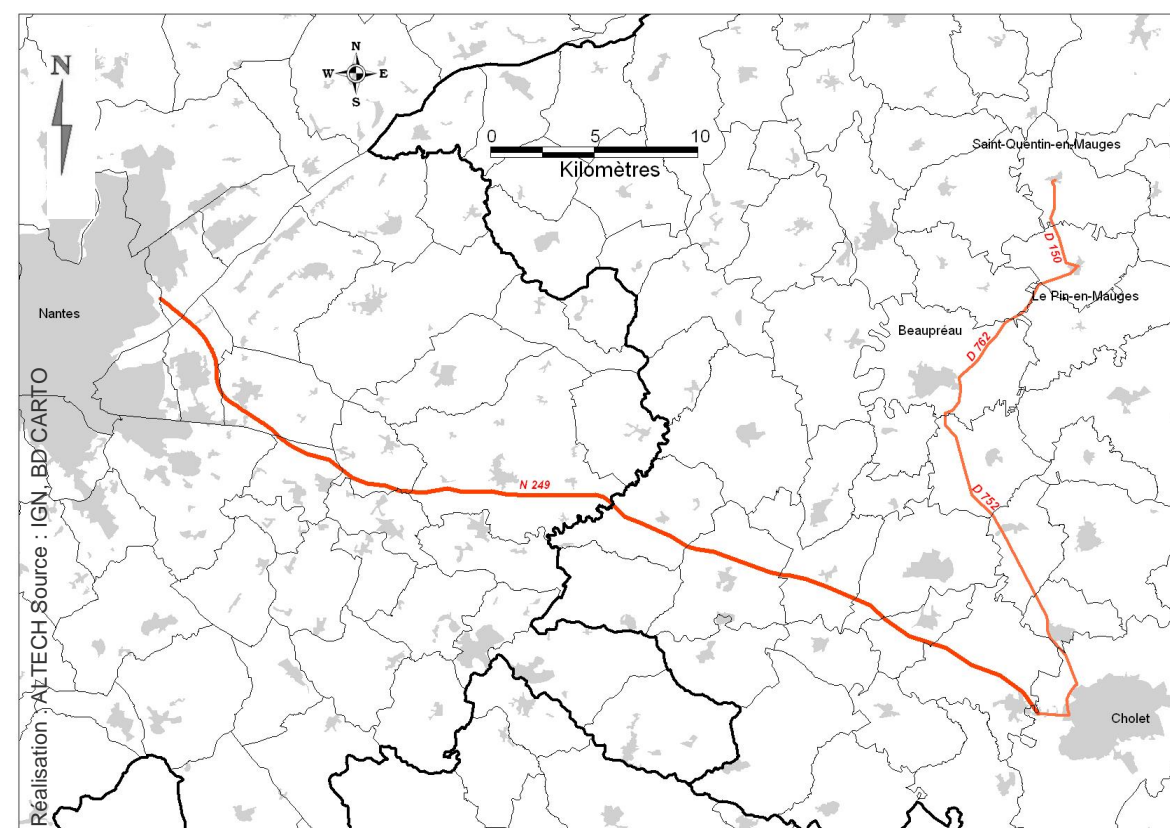 N
N
W E
S
0 5 10
Kilomètres
Saint-Quentin-en-Mauges
D 150
Le Pin-en-Mauges
Nantes
Beaupréau
D 762
D 752
N 249
Cholet
Réalisation : ALTECH Source : IGN, BD CARTO